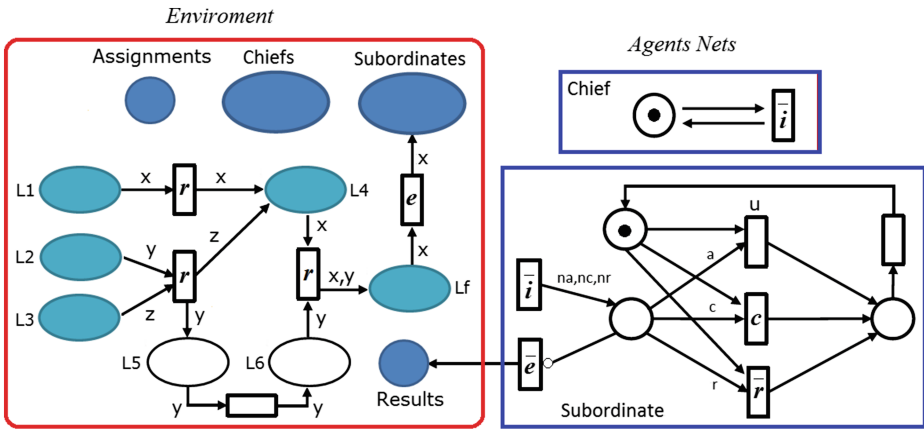 Enviroment
Agents Nets
Assignments
Chiefs
Subordinates
Chief
i̅
x
L1
x
r
x
L4
e
z
x
x
u
L2
y
r
r
x,y
Lf
a
i̅
na,nc,nr
L3
z
y
y
c
c
L5
L6
e̅
r
r̅
y
y
Results
Subordinate